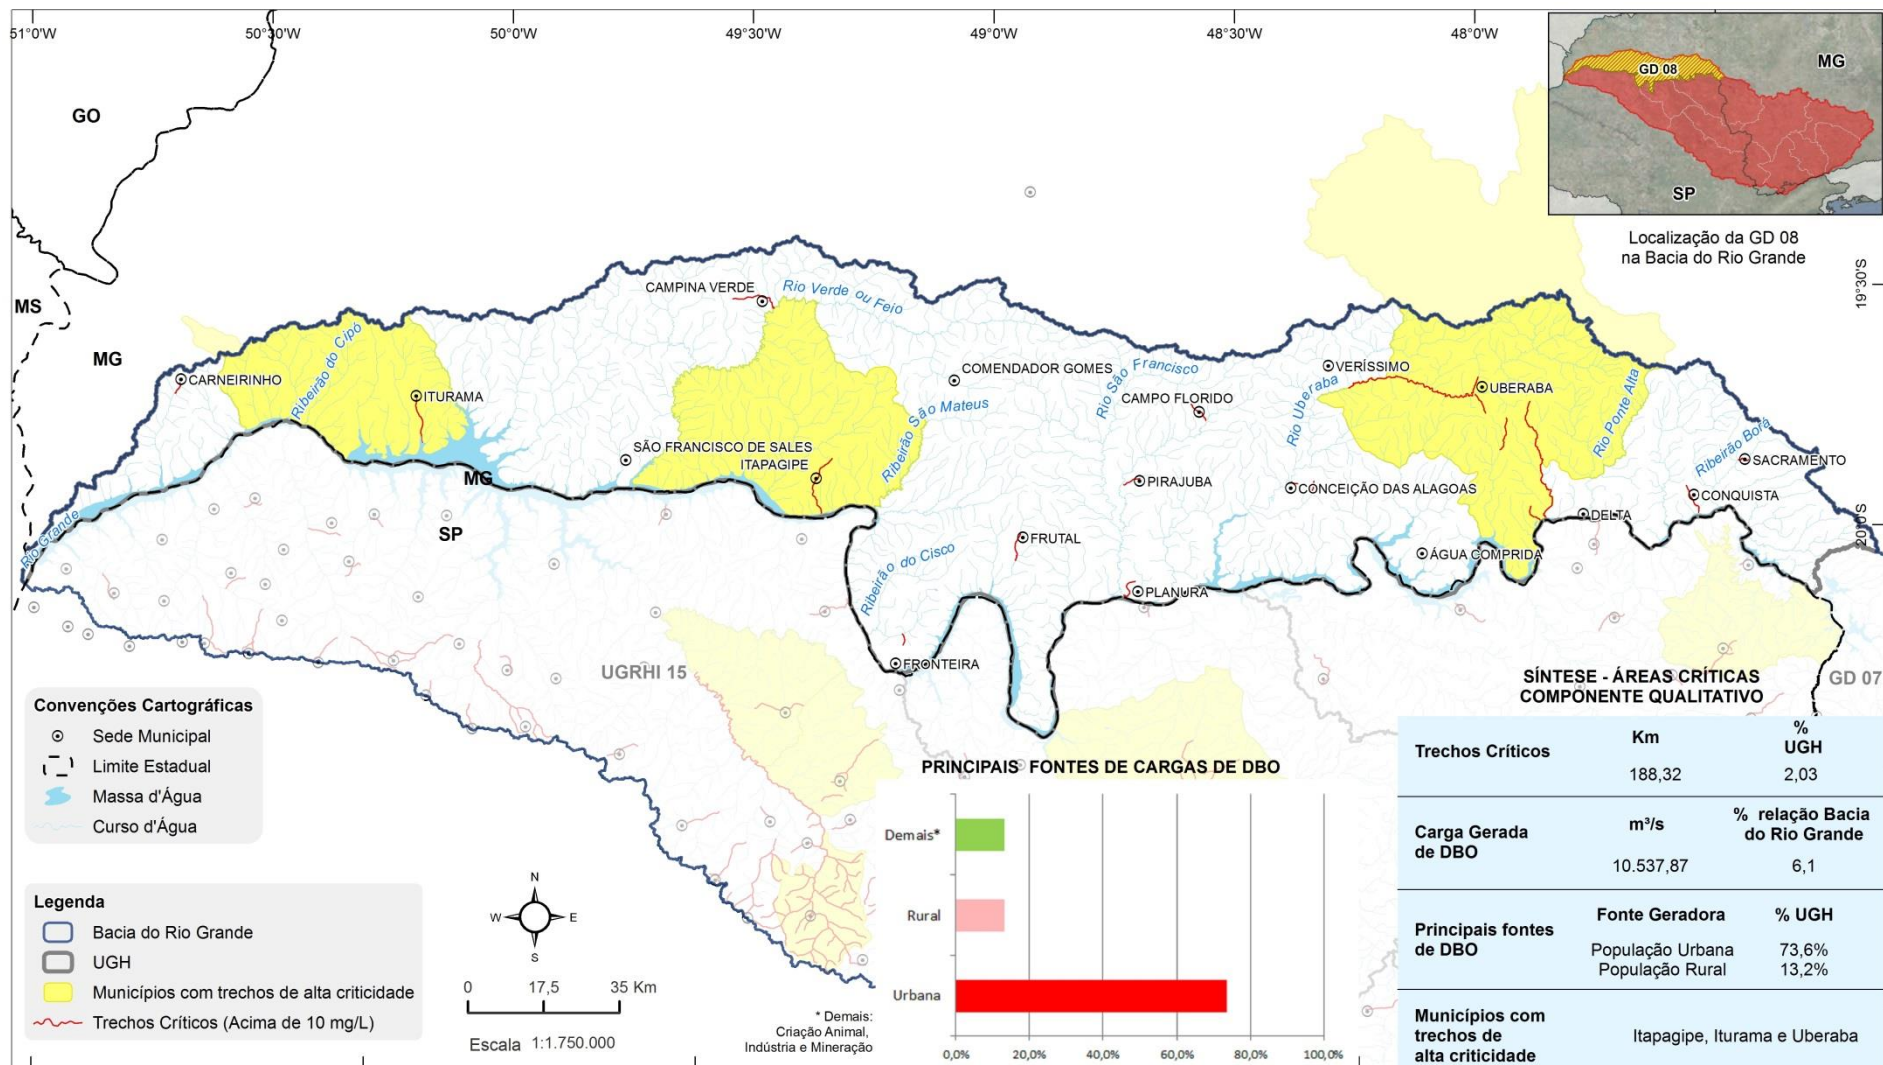 51°0'W
50°30'W
50°0'W
49°30'W
49°0'W
48°30'W
48°0'W
GD 08
MG
SP
Localização da GD 08
na Bacia do Rio Grande
19°30'S
20°0'S
GO
MS
MG
MG
SP
CAMPINA VERDE
Rio Verde ou Feio
CARNEIRINHO
Ribeirão do Cipó
ITURAMA
SÃO FRANCISCO DE SALES
ITAPAGIPE
Ribeirão São Mateus
COMENDADOR GOMES
Rio São Francisco
CAMPO FLORIDO
VERÍSSIMO
Rio Uberaba
UBERABA
Rio Ponte Alta
Ribeirão Borá
SACRAMENTO
PIRAJUBA
CONCEIÇÃO DAS ALAGOAS
CONQUISTA
DELTA
FRUTAL
ÁGUA COMPRIDA
Rio Grande
Ribeirão do Cisco
PLANURA
FRONTEIRA
UGRHI 15
GD 07
Convenções Cartográficas
Sede Municipal
Limite Estadual
Massa d'Água
Curso d'Água
Legenda
Bacia do Rio Grande
UGH
Municípios com trechos de alta criticidade
Trechos Críticos (Acima de 10 mg/L)
N
W
E
S
0
17,5
35 Km
Escala 1:1.750.000
PRINCIPAIS FONTES DE CARGAS DE DBO
Demais*
Rural
Urbana
0,0%
20,0%
40,0%
60,0%
80,0%
100,0%
* Demais:
Criação Animal,
Indústria e Mineração
SÍNTESE - ÁREAS CRÍTICAS
COMPONENTE QUALITATIVO
Trechos Críticos
Km
%
UGH
188,32
2,03
Carga Gerada
de DBO
m³/s
% relação Bacia
do Rio Grande
10.537,87
6,1
Principais fontes
de DBO
Fonte Geradora
% UGH
População Urbana
73,6%
População Rural
13,2%
Municípios com
trechos de
alta criticidade
Itapagipe, Iturama e Uberaba